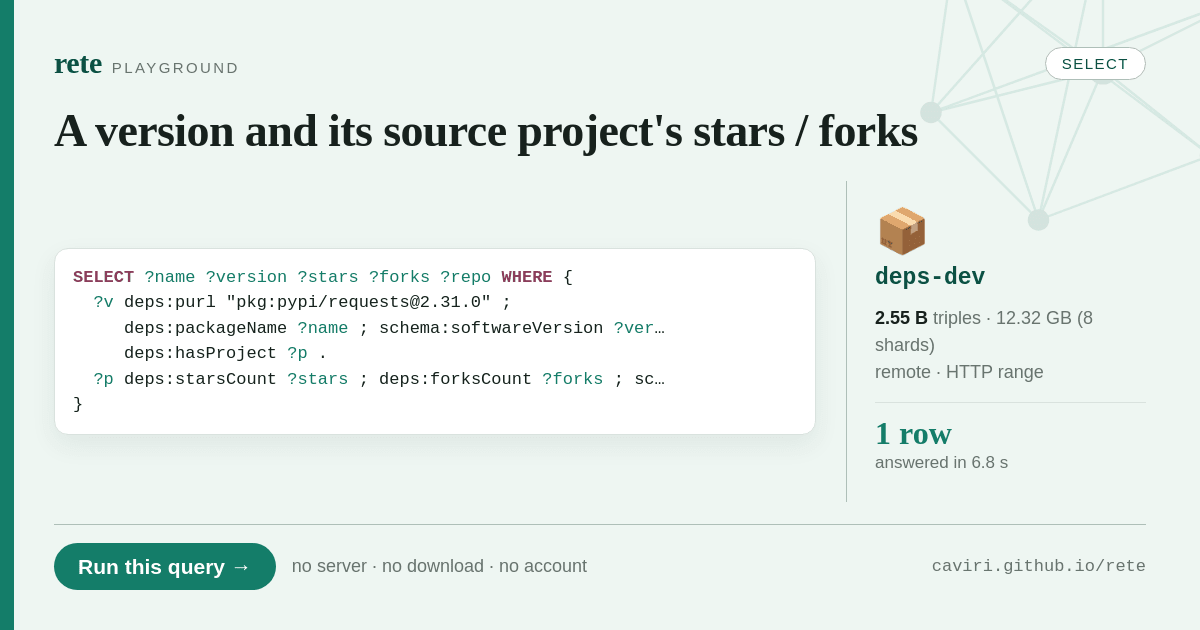 rete PLAYGROUND
SELECT
A version and its source project's stars / forks
SELECT ?name ?version ?stars ?forks ?repo WHERE {
?v deps:purl "pkg:pypi/requests@2.31.0" ;
deps:packageName ?name ; schema:softwareVersion ?ver…
deps:hasProject ?p .
?p deps:starsCount ?stars ; deps:forksCount ?forks ; sc…
}
deps-dev
2.55 B triples · 12.32 GB (8
shards)
remote · HTTP range
1 row
answered in 6.8 s
Run this query →
no server · no download · no account
caviri.github.io/rete